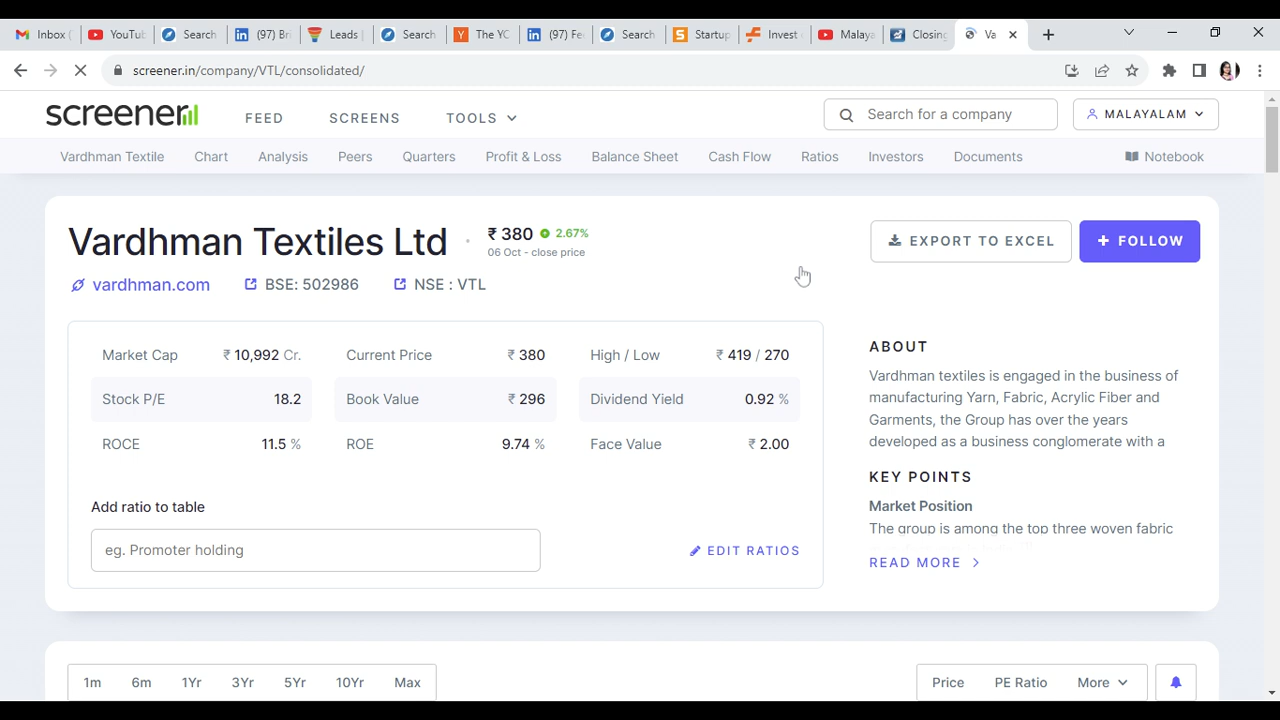 Inbox (
YouTub
Search
(97) Bri
Leads
Search
The YC
(97) Fee
Search
Startup
Invest
Malaya
Closing
Va
screener.in/company/VTL/consolidated/
screener
FEED
SCREENS
TOOLS
Search for a company
MALAYALAM
Vardhman Textile
Chart
Analysis
Peers
Quarters
Profit & Loss
Balance Sheet
Cash Flow
Ratios
Investors
Documents
Notebook
Vardhman Textiles Ltd
₹ 380
2.67%
06 Oct - close price
EXPORT TO EXCEL
+ FOLLOW
vardhman.com
BSE: 502986
NSE : VTL
Market Cap ₹ 10,992 Cr.
Current Price ₹ 380
High / Low ₹ 419 / 270
Stock P/E 18.2
Book Value ₹ 296
Dividend Yield 0.92 %
ROCE 11.5 %
ROE 9.74 %
Face Value ₹ 2.00
Add ratio to table
eg. Promoter holding
EDIT RATIOS
ABOUT
Vardhman textiles is engaged in the business of
manufacturing Yarn, Fabric, Acrylic Fiber and
Garments, the Group has over the years
developed as a business conglomerate with a
KEY POINTS
Market Position
The group is among the top three woven fabric
READ MORE
1m
6m
1Yr
3Yr
5Yr
10Yr
Max
Price
PE Ratio
More